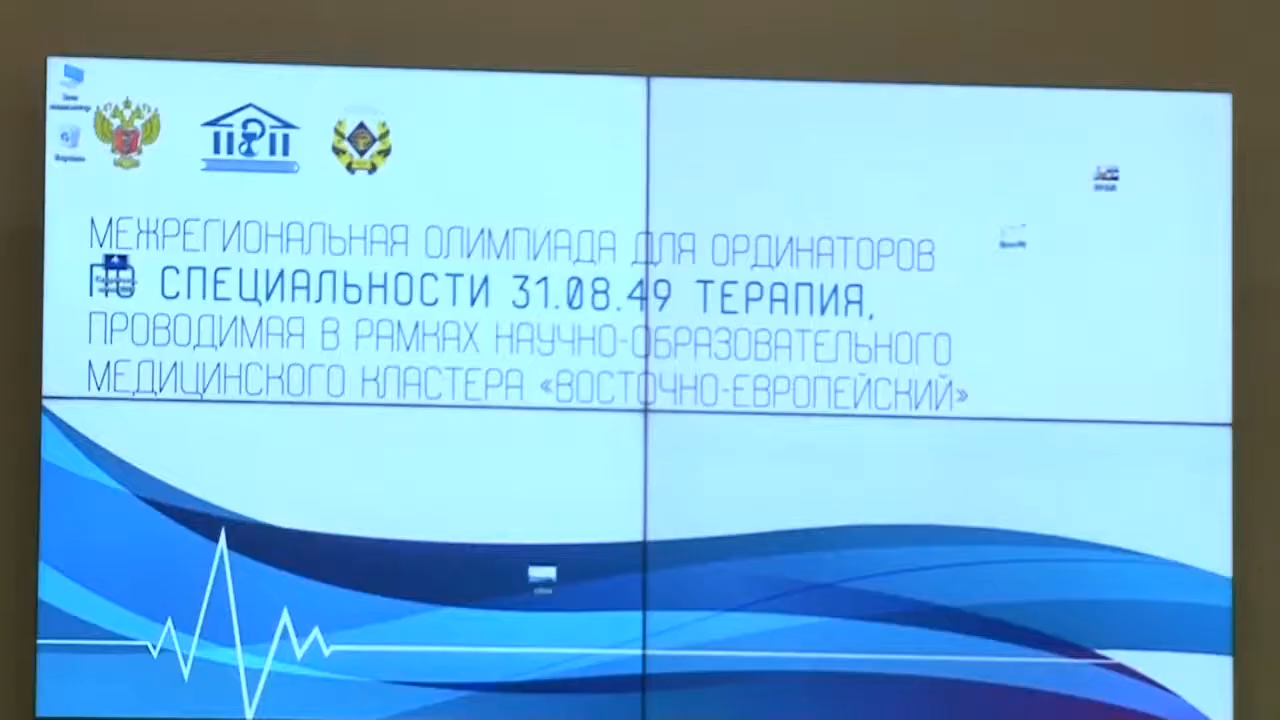 МЕЖРЕГИОНАЛЬНАЯ ОЛИМПИАДА ДЛЯ ОРДИНАТОРОВ
ПО СПЕЦИАЛЬНОСТИ 31.08.49 ТЕРАПИЯ,
ПРОВОДИМАЯ В РАМКАХ НАУЧНО-ОБРАЗОВАТЕЛЬНОГО
МЕДИЦИНСКОГО КЛАСТЕРА «ВОСТОЧНО-ЕВРОПЕЙСКИЙ»